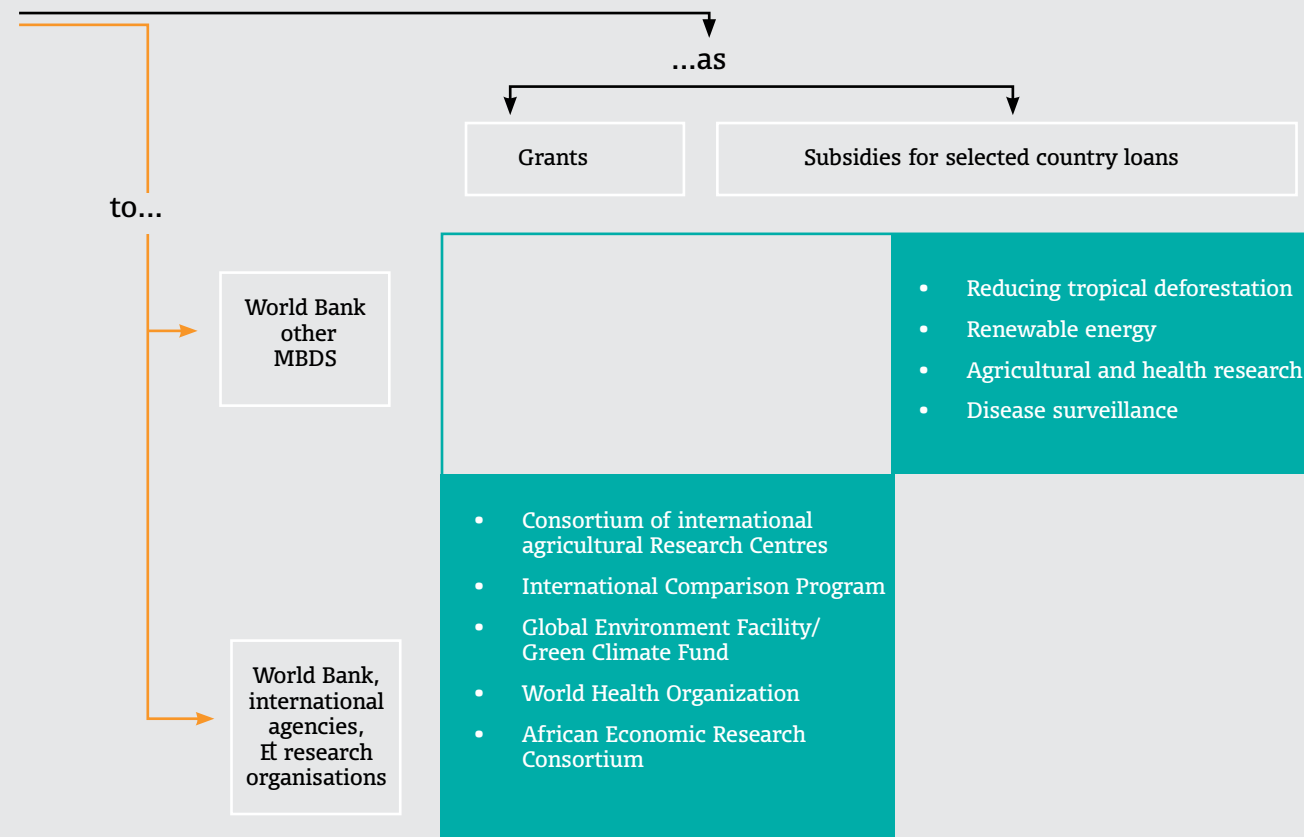 ...as
Grants
Subsidies for selected country loans
to...
World Bank
other
MBDS
• Reducing tropical deforestation
• Renewable energy
• Agricultural and health research
• Disease surveillance
World Bank,
international
agencies,
& research
organisations
• Consortium of international
agricultural Research Centres
• International Comparison Program
• Global Environment Facility/
Green Climate Fund
• World Health Organization
• African Economic Research
Consortium